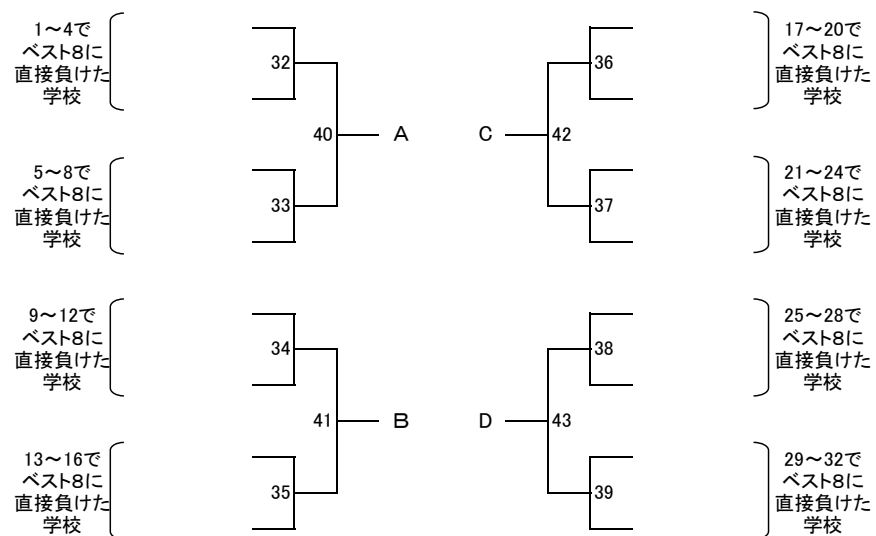 1～4で
ベスト8に
直接負けた
学校
32
40
A
5～8で
ベスト8に
直接負けた
学校
33
9～12で
ベスト8に
直接負けた
学校
34
41
B
13～16で
ベスト8に
直接負けた
学校
35
17～20で
ベスト8に
直接負けた
学校
36
C
42
21～24で
ベスト8に
直接負けた
学校
37
25～28で
ベスト8に
直接負けた
学校
38
D
43
29～32で
ベスト8に
直接負けた
学校
39